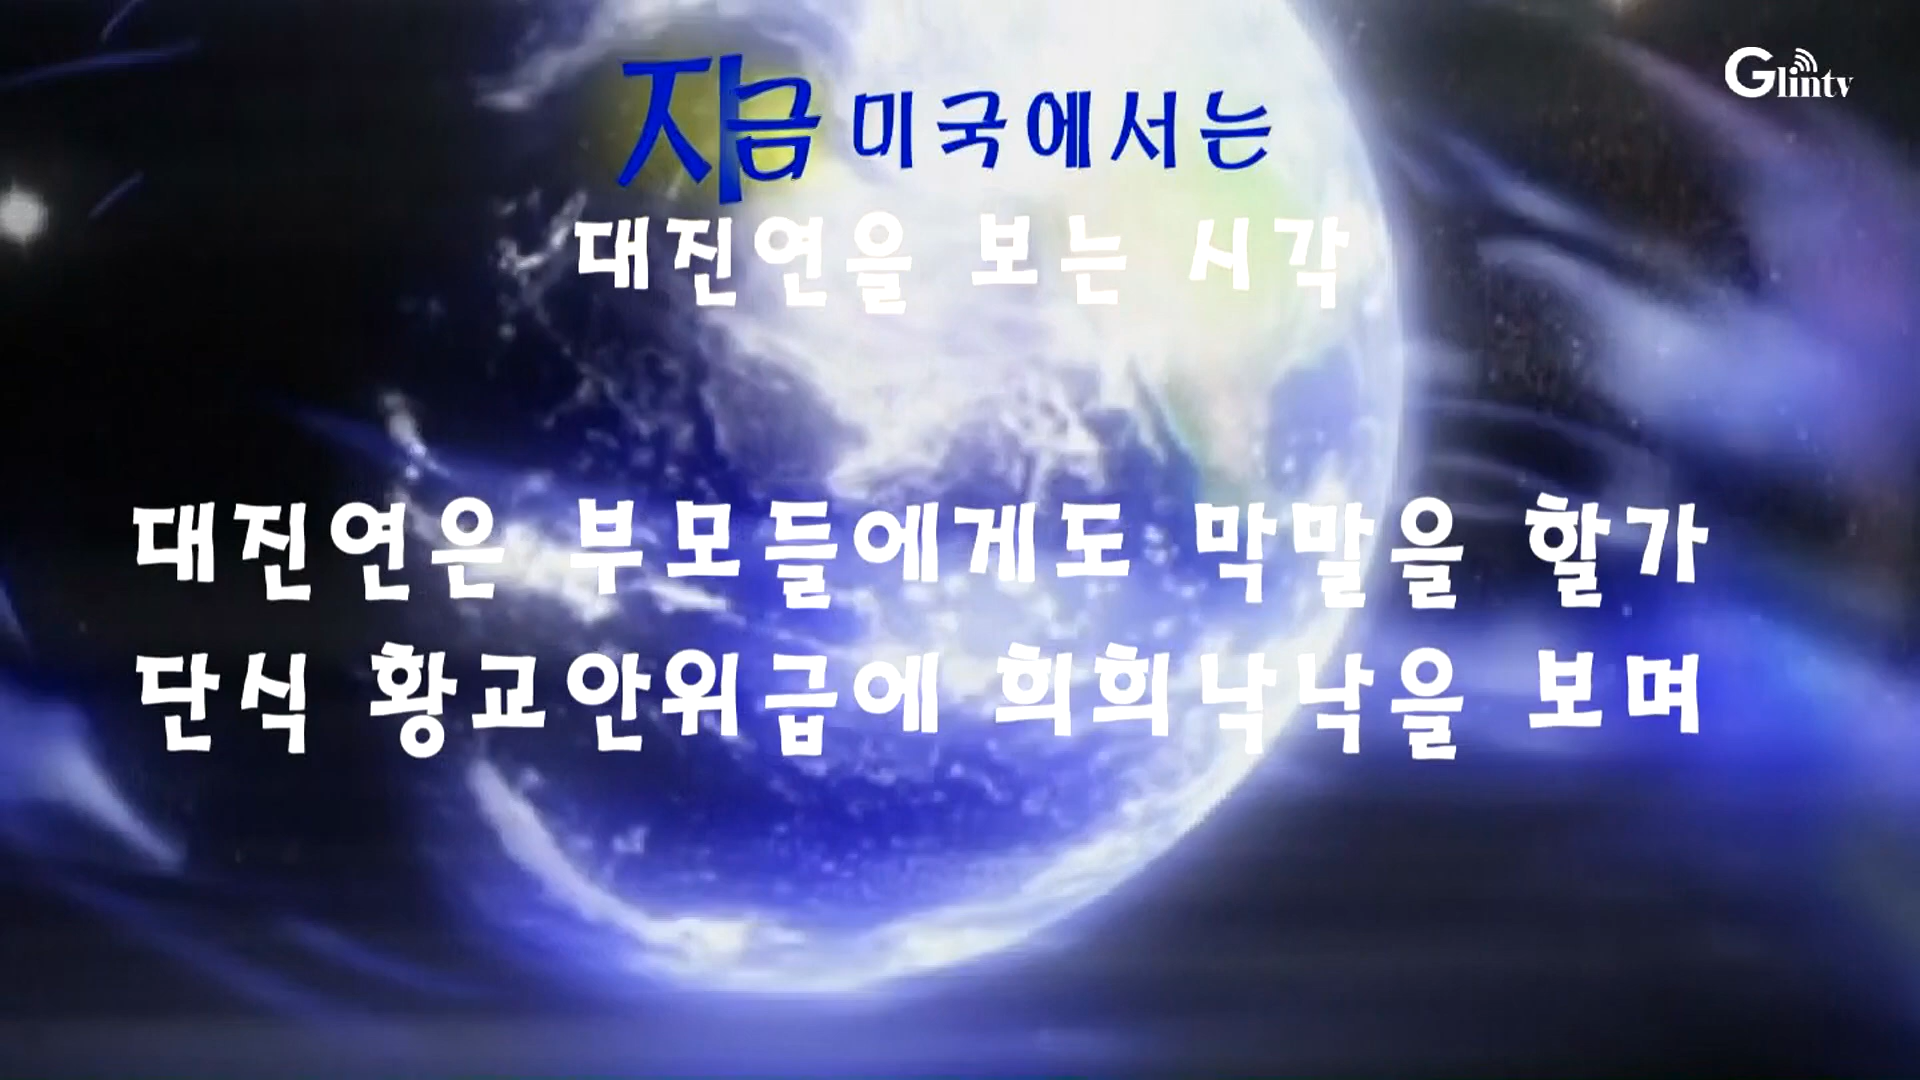 Glintv
지금 미국에서는
대진연을 보는 시각
대진연은 부모들에게도 막말을 할가
단식 황교안위급에 희희낙낙을 보며